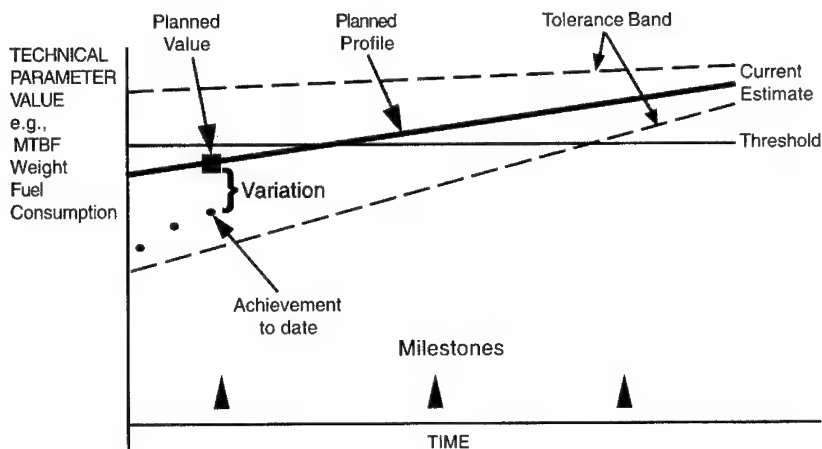 Planned
Value
Planned
Profile
Tolerance Band
TECHNICAL
PARAMETER
VALUE
e.g.,
MTBF
Weight
Fuel
Consumption
Current
Estimate
Threshold
Variation
Achievement
to date
Milestones
TIME